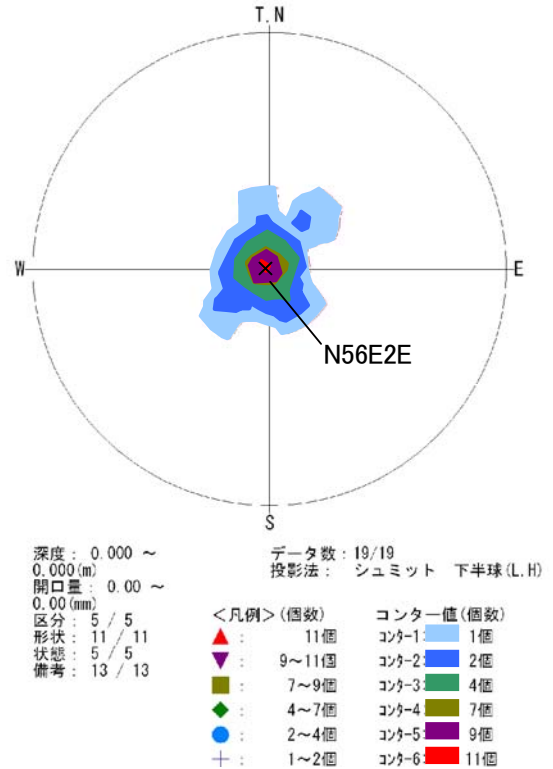 T.N
W
E
N56E2E
S
深度: 0.000 ～
0.000(m)
開口量: 0.00 ～
0.00(mm)
区分: 5 / 5
形状: 11 / 11
状態: 5 / 5
備考: 13 / 13
データ数: 19/19
投影法: シュミット 下半球(L.H)
<凡例>(個数)
: 11個
: 9～11個
: 7～9個
: 4～7個
: 2～4個
: 1～2個
コンター値(個数)
コンター1: 1個
コンター2: 2個
コンター3: 4個
コンター4: 7個
コンター5: 9個
コンター6: 11個